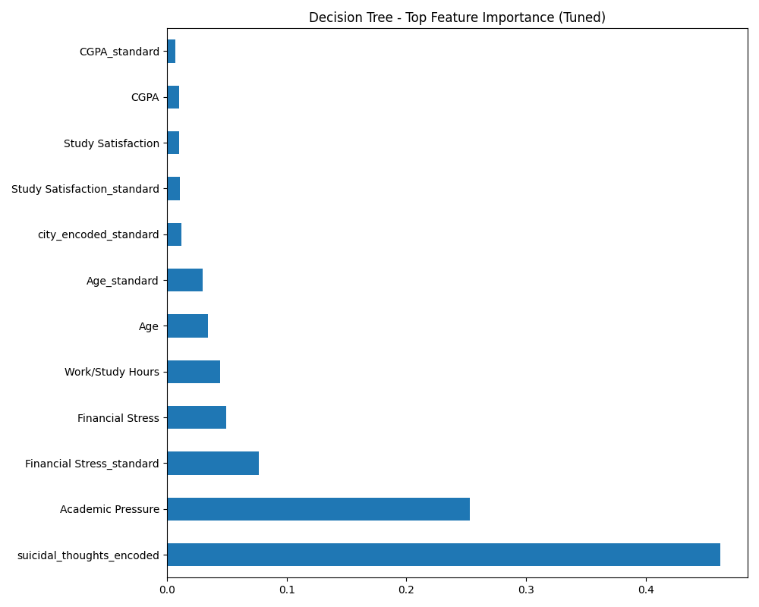 Decision Tree - Top Feature Importance (Tuned)
CGPA_standard
CGPA
Study Satisfaction
Study Satisfaction_standard
city_encoded_standard
Age_standard
Age
Work/Study Hours
Financial Stress
Financial Stress_standard
Academic Pressure
suicidal_thoughts_encoded
0.0 0.1 0.2 0.3 0.4